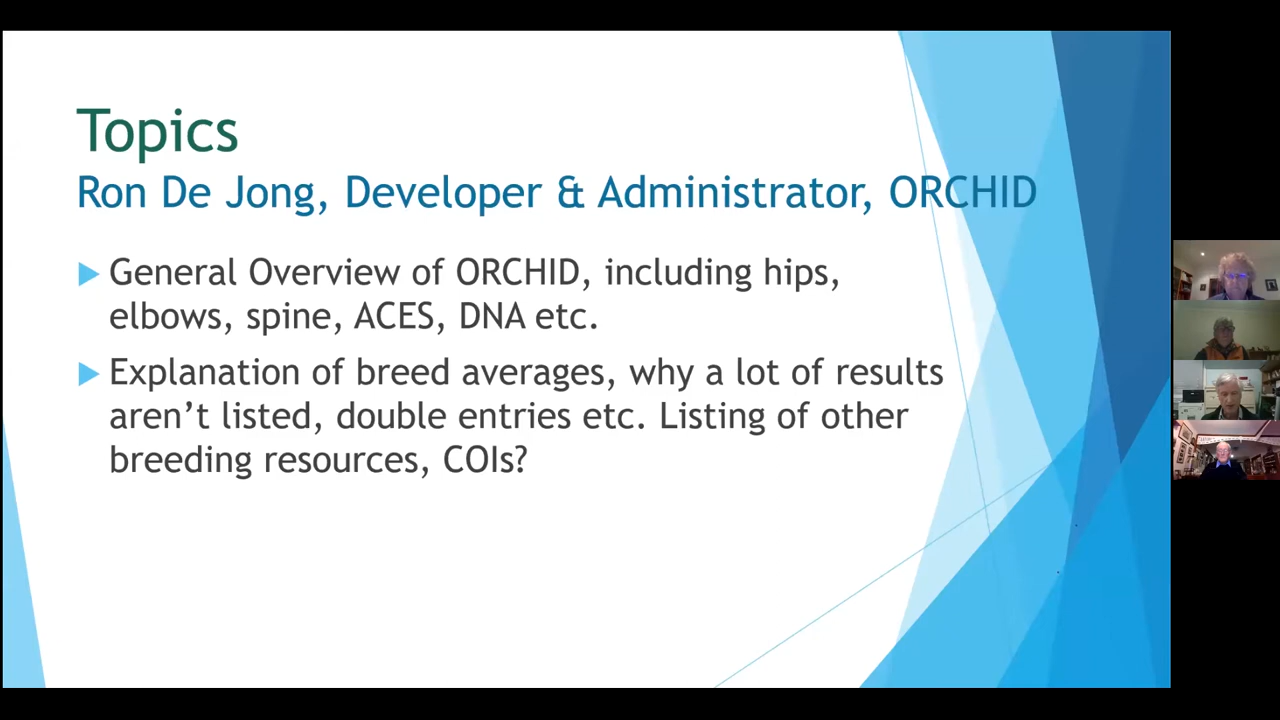 Topics
Ron De Jong, Developer & Administrator, ORCHID
General Overview of ORCHID, including hips,
elbows, spine, ACES, DNA etc.
Explanation of breed averages, why a lot of results
aren't listed, double entries etc. Listing of other
breeding resources, COIs?